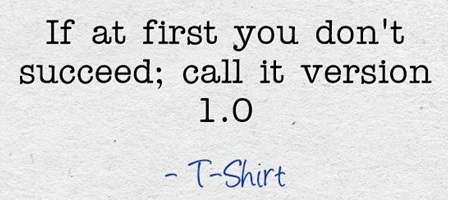 If at first you don't
succeed; call it version
1.0
- T-Shirt